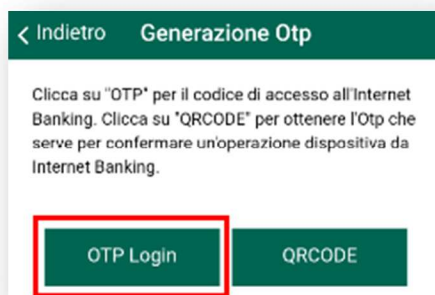 Indietro Generazione Otp
Clicca su "OTP" per il codice di accesso all'Internet
Banking. Clicca su "QRCODE" per ottenere l'Otp che
serve per confermare un'operazione dispositiva da
Internet Banking.
OTP Login QRCODE